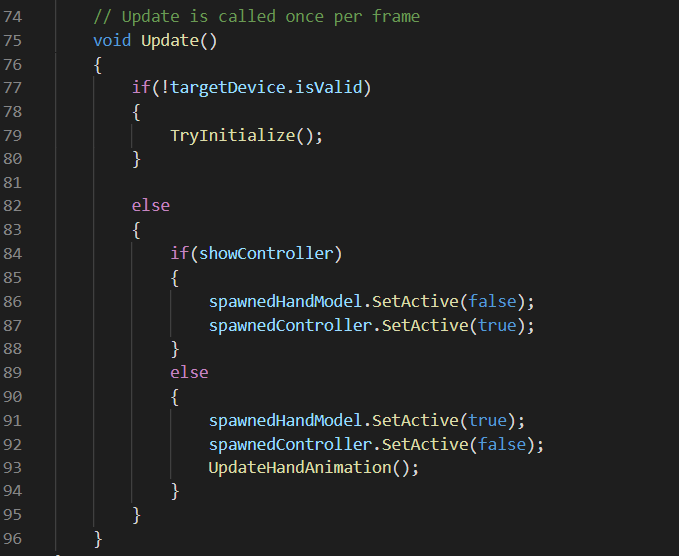 74 // Update is called once per frame
75 void Update()
76 {
77 if(!targetDevice.isValid)
78 {
79 TryInitialize();
80 }
81
82 else
83 {
84 if(showController)
85 {
86 spawnedHandModel.SetActive(false);
87 spawnedController.SetActive(true);
88 }
89 else
90 {
91 spawnedHandModel.SetActive(true);
92 spawnedController.SetActive(false);
93 UpdateHandAnimation();
94 }
95 }
96 }